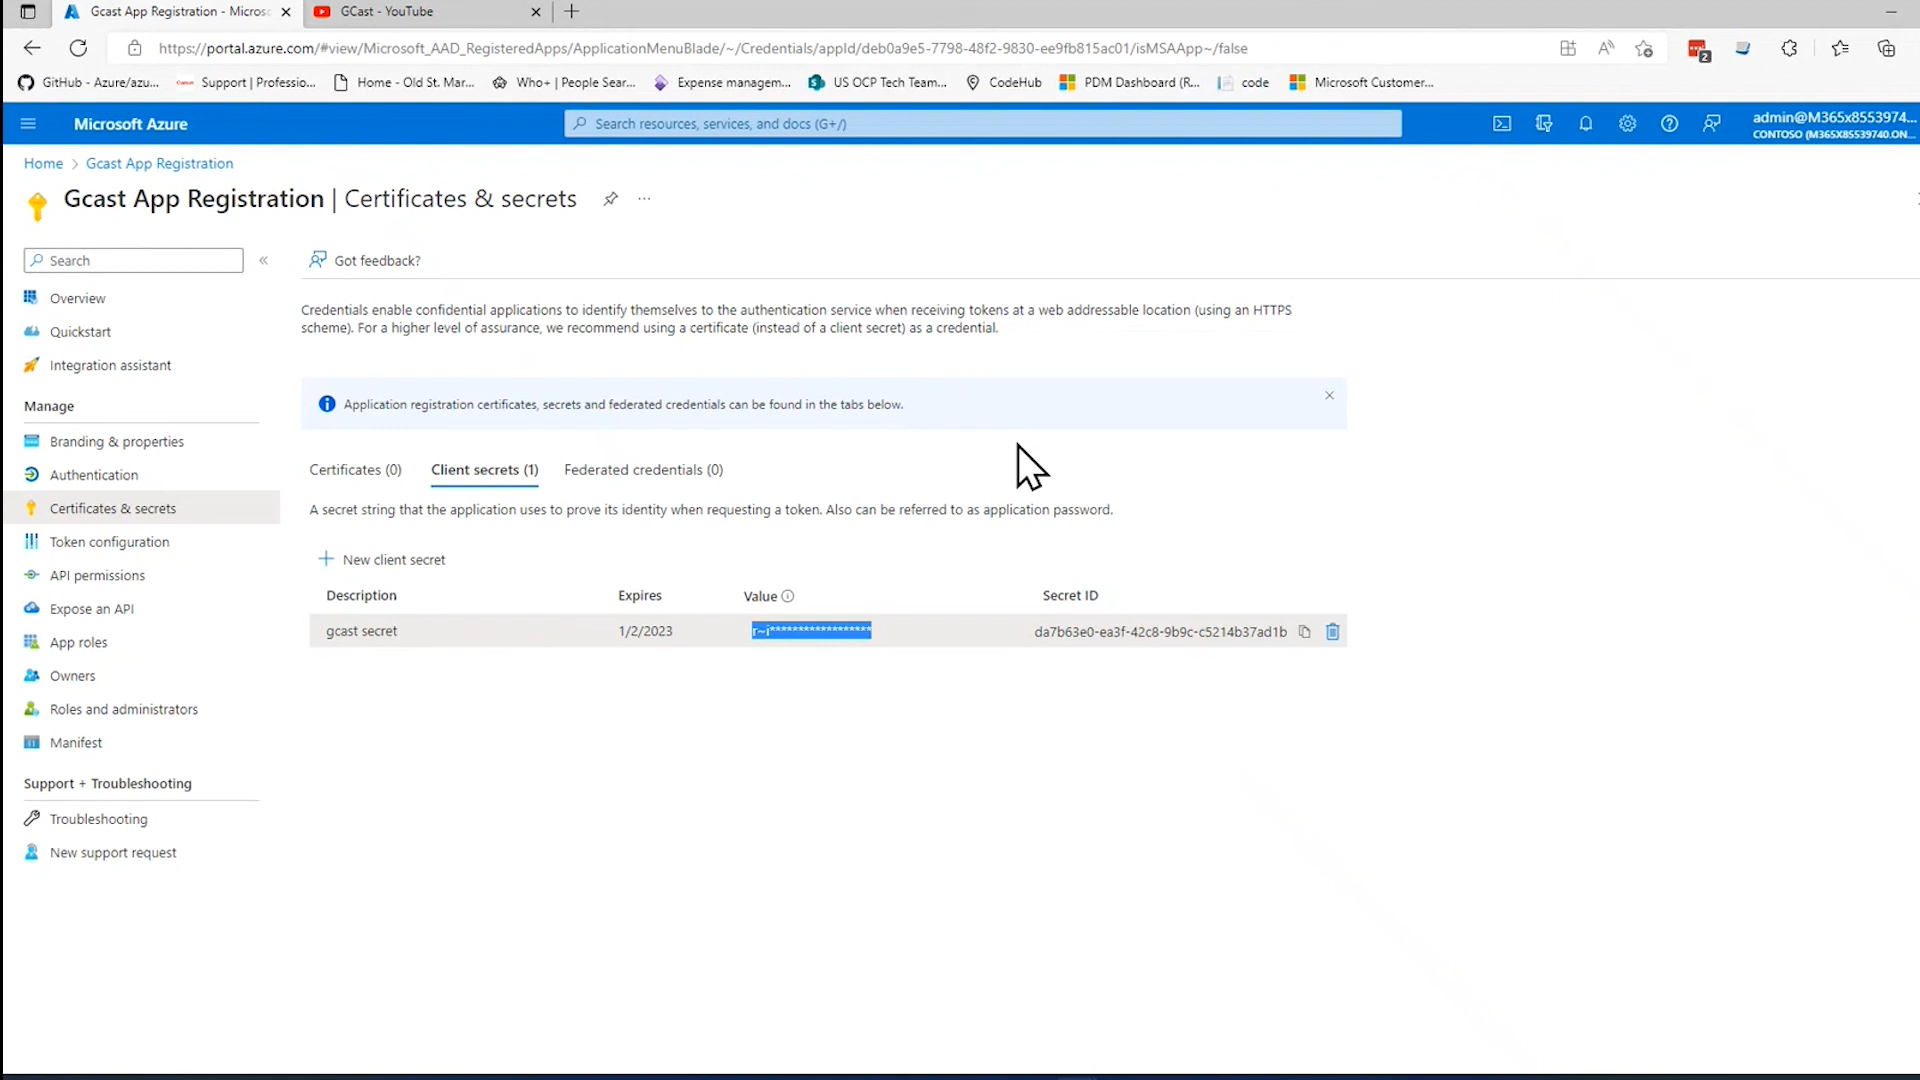 Gcast App Registration - Micros
GCast - YouTube
https://portal.azure.com/#view/Microsoft_AAD_RegisteredApps/ApplicationMenuBlade/~/Credentials/appId/deb0a9e5-7798-48f2-9830-ee9fb815ac01/isMSAApp~/false
2
GitHub - Azure/azu...
Support | Professio...
Home - Old St. Mar...
Who+ | People Sear...
Expense managem...
US OCP Tech Team...
CodeHub
PDM Dashboard (R...
code
Microsoft Customer...
Microsoft Azure
Search resources, services, and docs (G+/)
admin@M365x8553974...
CONTOSO (M365X85539740.ON...
Home > Gcast App Registration
Gcast App Registration | Certificates & secrets ...
Search
«
Got feedback?
Overview
Quickstart
Integration assistant
Manage
Branding & properties
Authentication
Certificates & secrets
Token configuration
API permissions
Expose an API
App roles
Owners
Roles and administrators
Manifest
Support + Troubleshooting
Troubleshooting
New support request
Credentials enable confidential applications to identify themselves to the authentication service when receiving tokens at a web addressable location (using an HTTPS
scheme). For a higher level of assurance, we recommend using a certificate (instead of a client secret) as a credential.
Application registration certificates, secrets and federated credentials can be found in the tabs below.
Certificates (0)
Client secrets (1)
Federated credentials (0)
A secret string that the application uses to prove its identity when requesting a token. Also can be referred to as application password.
New client secret
Description
Expires
Value
Secret ID
gcast secret
1/2/2023
r~i******************
da7b63e0-ea3f-42c8-9b9c-c5214b37ad1b